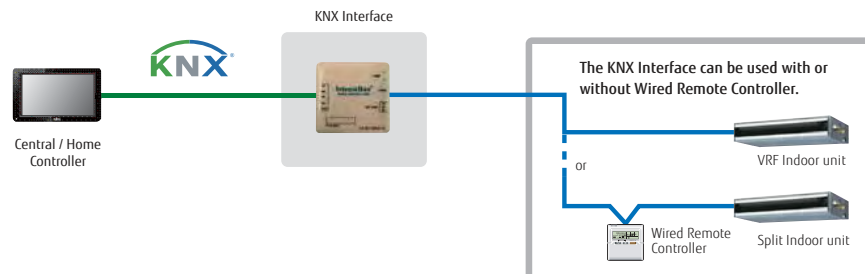 KNX Interface
KNX
The KNX Interface can be used with or
without Wired Remote Controller.
Central / Home
Controller
VRF Indoor unit
or
Wired Remote
Controller
Split Indoor unit